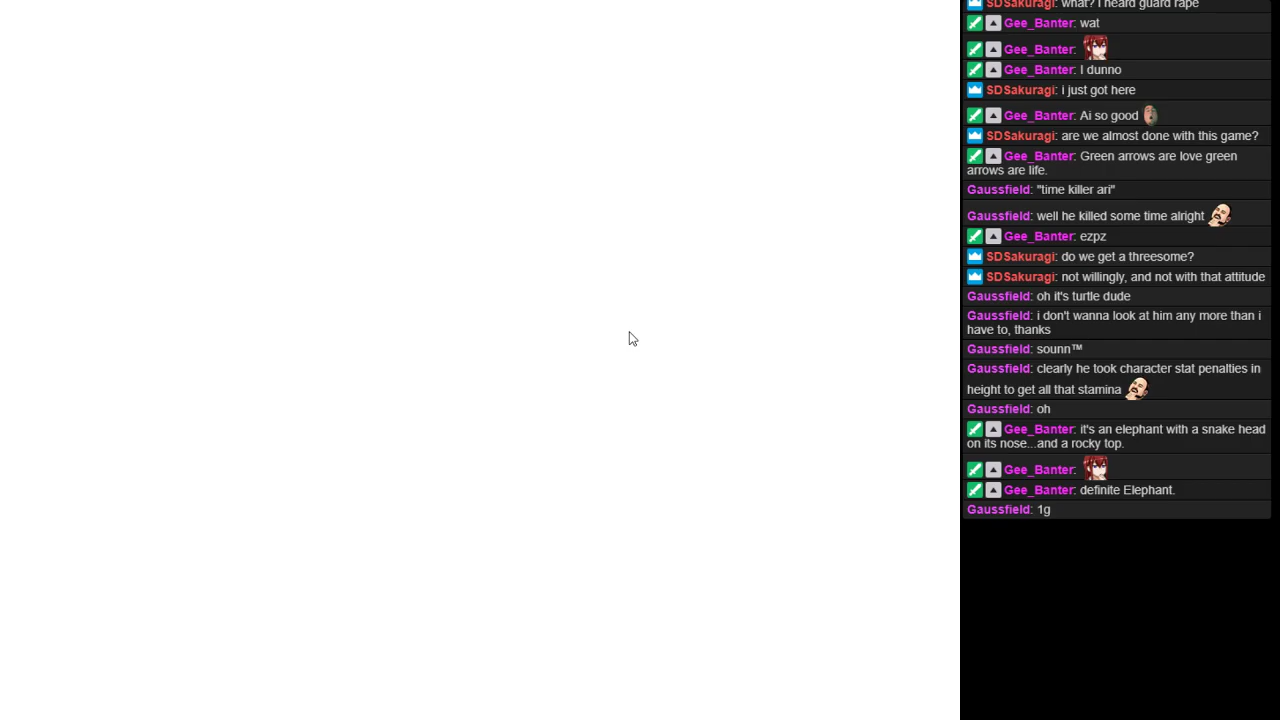 SDSakuragi: what? I heard guard rape
Gee_Banter: wat
Gee_Banter:
Gee_Banter: I dunno
SDSakuragi: i just got here
Gee_Banter: Ai so good
SDSakuragi: are we almost done with this game?
Gee_Banter: Green arrows are love green
arrows are life.
Gaussfield: "time killer ari"
Gaussfield: well he killed some time alright
Gee_Banter: ezpz
SDSakuragi: do we get a threesome?
SDSakuragi: not willingly, and not with that attitude
Gaussfield: oh it's turtle dude
Gaussfield: i don't wanna look at him any more than i
have to, thanks
Gaussfield: sounn™
Gaussfield: clearly he took character stat penalties in
height to get all that stamina
Gaussfield: oh
Gee_Banter: it's an elephant with a snake head
on its nose...and a rocky top.
Gee_Banter:
Gee_Banter: definite Elephant.
Gaussfield: 1g